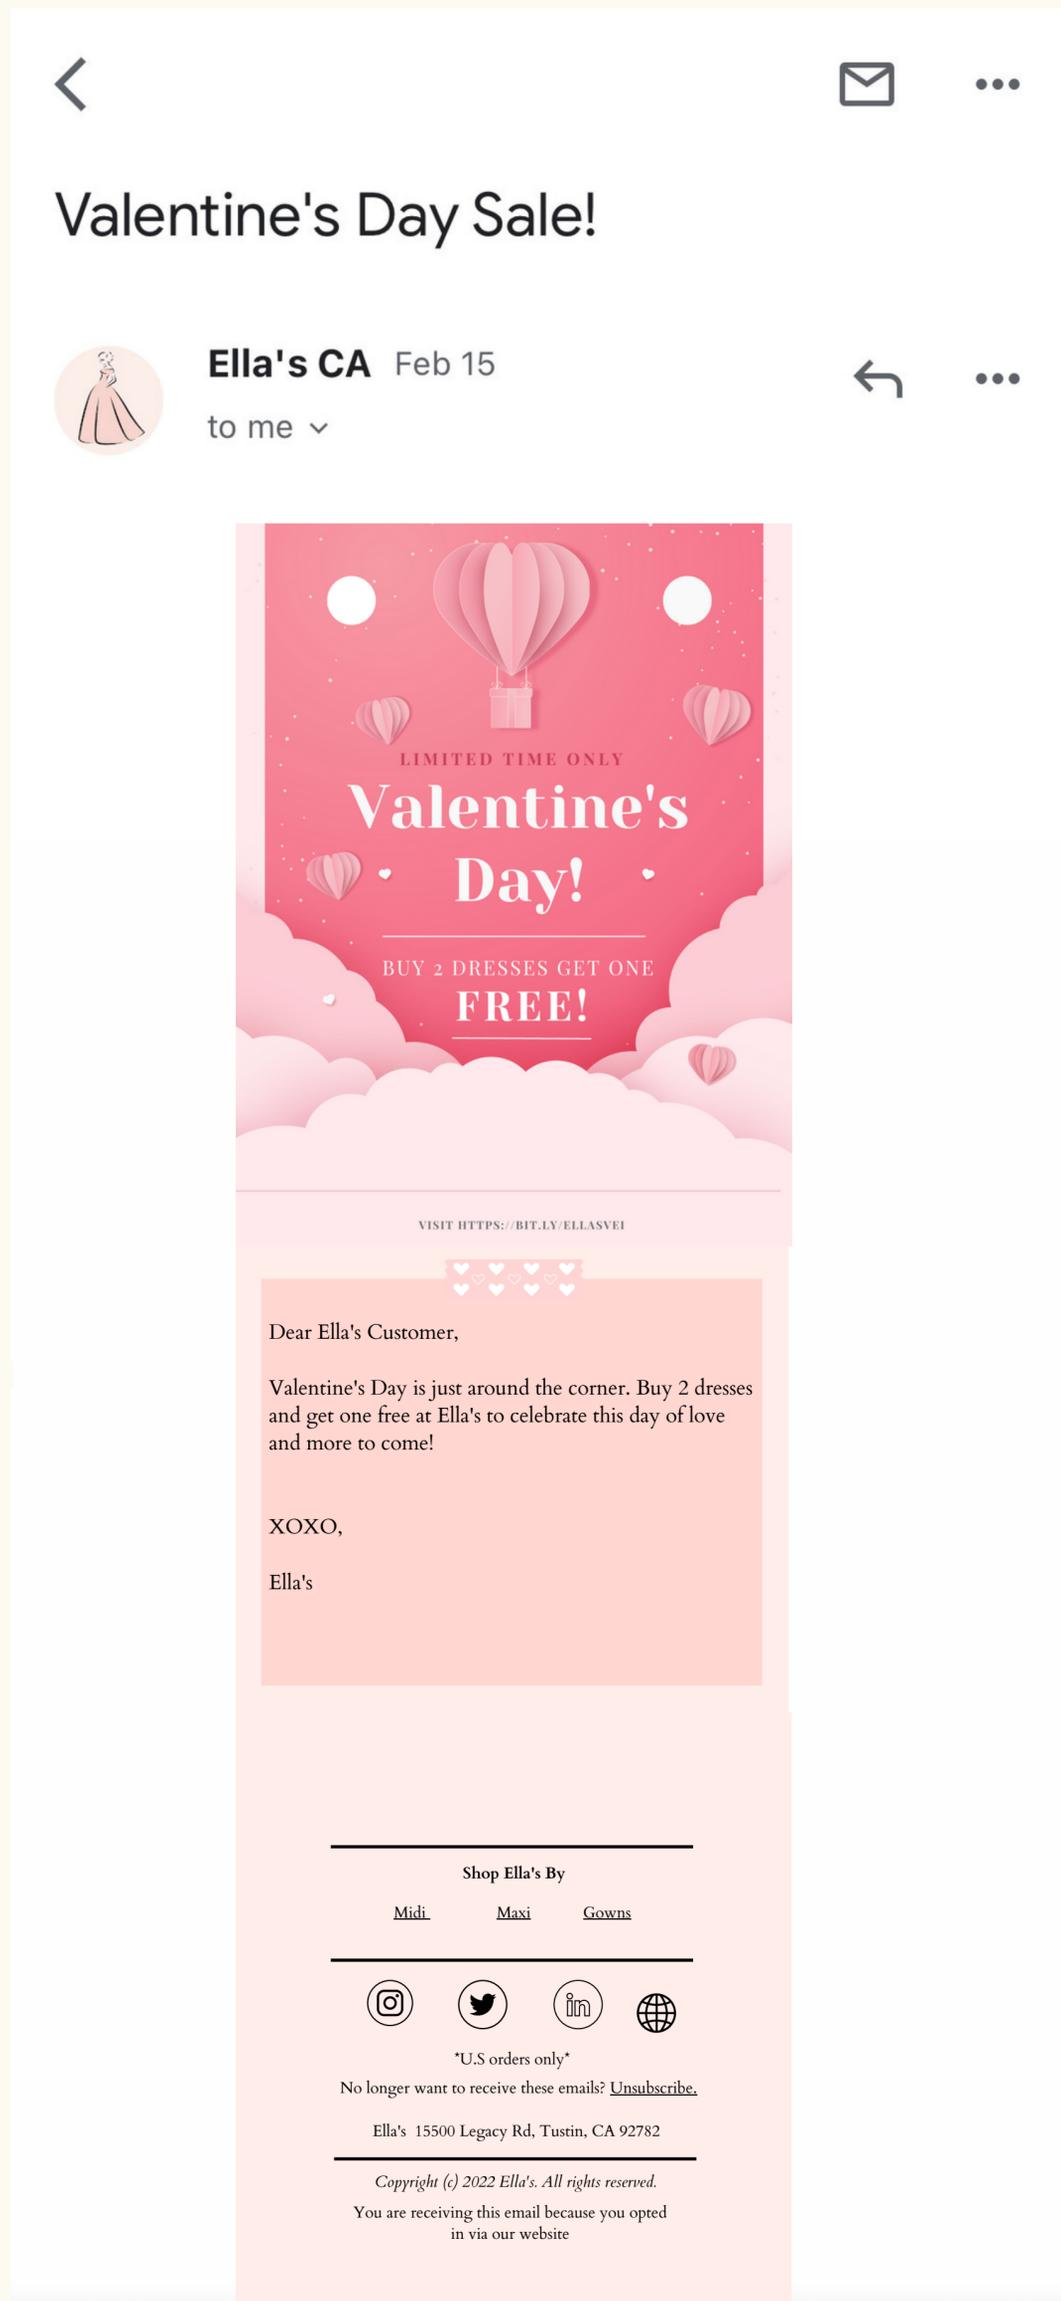 Valentine's Day Sale!
Ella's CA Feb 15
to me
LIMITED TIME ONLY
Valentine's
Day!
BUY 2 DRESSES GET ONE
FREE!
VISIT HTTPS://BIT.LY/ELLASVEI
Dear Ella's Customer,
Valentine's Day is just around the corner. Buy 2 dresses
and get one free at Ella's to celebrate this day of love
and more to come!
XOXO,
Ella's
Shop Ella's By
Midi Maxi Gowns
in
*U.S orders only*
No longer want to receive these emails? Unsubscribe.
Ella's 15500 Legacy Rd, Tustin, CA 92782
Copyright (c) 2022 Ella's. All rights reserved.
You are receiving this email because you opted
in via our website